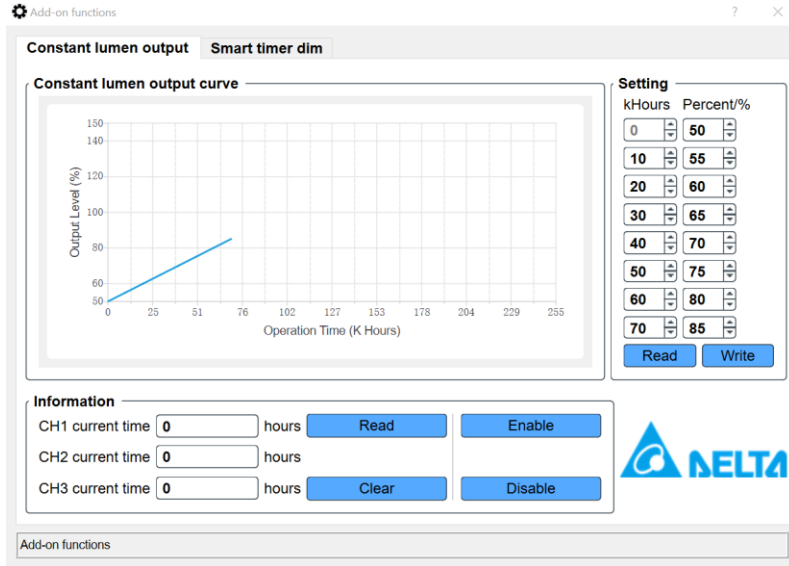 Add-on functions ? ×
Constant lumen output Smart timer dim
Constant lumen output curve
150
140
120
100
80
60
50
Output Level (%)
0 25 51 76 102 127 153 178 204 229 255
Operation Time (K Hours)
Setting
kHours Percent/%
0 50
10 55
20 60
30 65
40 70
50 75
60 80
70 85
Read Write
Information
CH1 current time 0 hours Read Enable
CH2 current time 0 hours
CH3 current time 0 hours Clear Disable
DELTA
Add-on functions